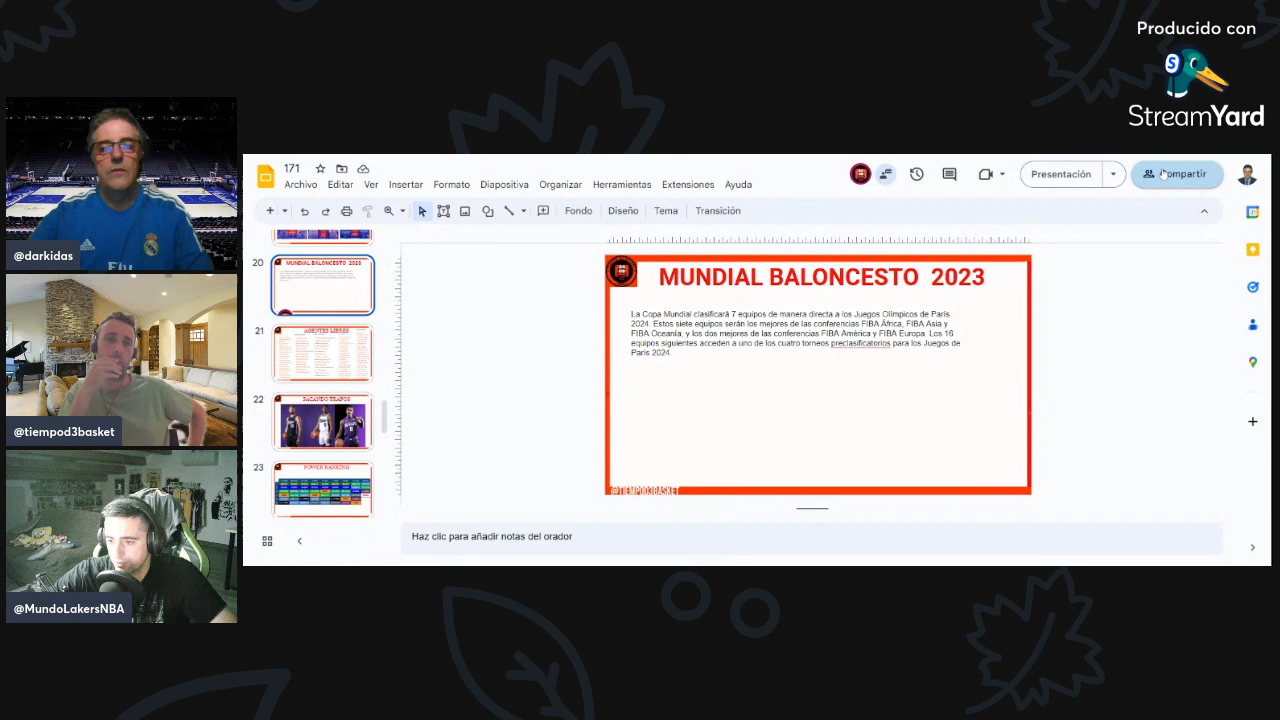 Producido con
StreamYard
@darkidas
@tiempod3basket
@MundoLakersNBA
171
Archivo Editar Ver Insertar Formato Diapositiva Organizar Herramientas Extensiones Ayuda
Presentación
Compartir
Fondo Diseño Tema Transición
20
MUNDIAL BALONCESTO 2023
21
AGENTES LIBRES
22
SACANDO TRAPOS
23
POWER RANKING
MUNDIAL BALONCESTO 2023
La Copa Mundial clasificará 7 equipos de manera directa a los Juegos Olímpicos de París
2024. Estos siete equipos serán los mejores de las conferencias FIBA África, FIBA Asia y
FIBA Oceanía, y los dos mejores de las conferencias FIBA América y FIBA Europa. Los 16
equipos siguientes acceden a uno de los cuatro torneos preclasificatorios para los Juegos de
París 2024.
@TIEMPOD3BASKET
Haz clic para añadir notas del orador